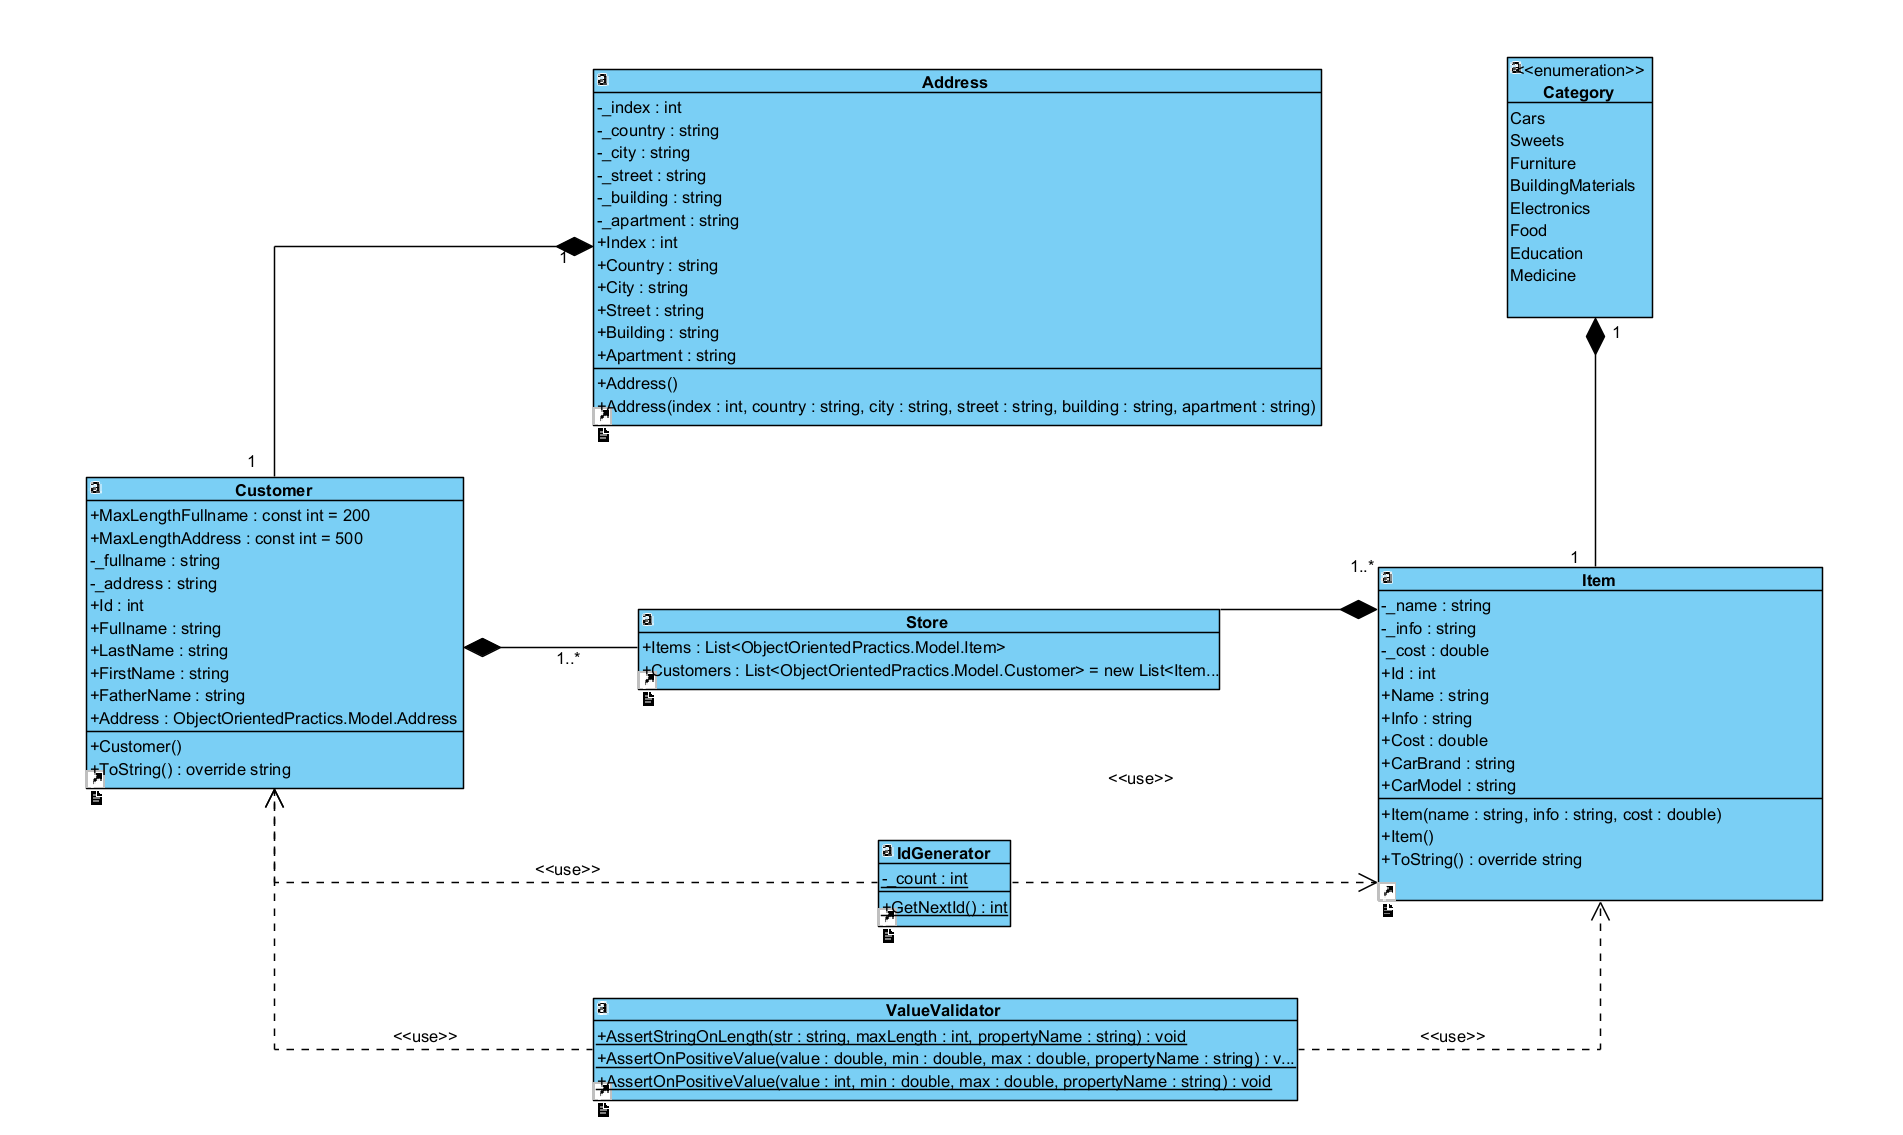 Address
-_index : int
-_country : string
-_city : string
-_street : string
-_building : string
-_apartment : string
+Index : int
+Country : string
+City : string
+Street : string
+Building : string
+Apartment : string
+Address()
+Address(index : int, country : string, city : string, street : string, building : string, apartment : string)
<<enumeration>>
Category
Cars
Sweets
Furniture
BuildingMaterials
Electronics
Food
Education
Medicine
1
1
1
1
Customer
+MaxLengthFullname : const int = 200
+MaxLengthAddress : const int = 500
-_fullname : string
-_address : string
+Id : int
+Fullname : string
+LastName : string
+FirstName : string
+FatherName : string
+Address : ObjectOrientedPractics.Model.Address
+Customer()
+ToString() : override string
1..*
Store
+Items : List<ObjectOrientedPractics.Model.Item>
+Customers : List<ObjectOrientedPractics.Model.Customer> = new List<Item...
1..*
Item
-_name : string
-_info : string
-_cost : double
+Id : int
+Name : string
+Info : string
+Cost : double
+CarBrand : string
+CarModel : string
+Item(name : string, info : string, cost : double)
+Item()
+ToString() : override string
<<use>>
<<use>>
IdGenerator
-_count : int
+GetNextId() : int
<<use>>
ValueValidator
+AssertStringOnLength(str : string, maxLength : int, propertyName : string) : void
+AssertOnPositiveValue(value : double, min : double, max : double, propertyName : string) : v...
+AssertOnPositiveValue(value : int, min : double, max : double, propertyName : string) : void
<<use>>